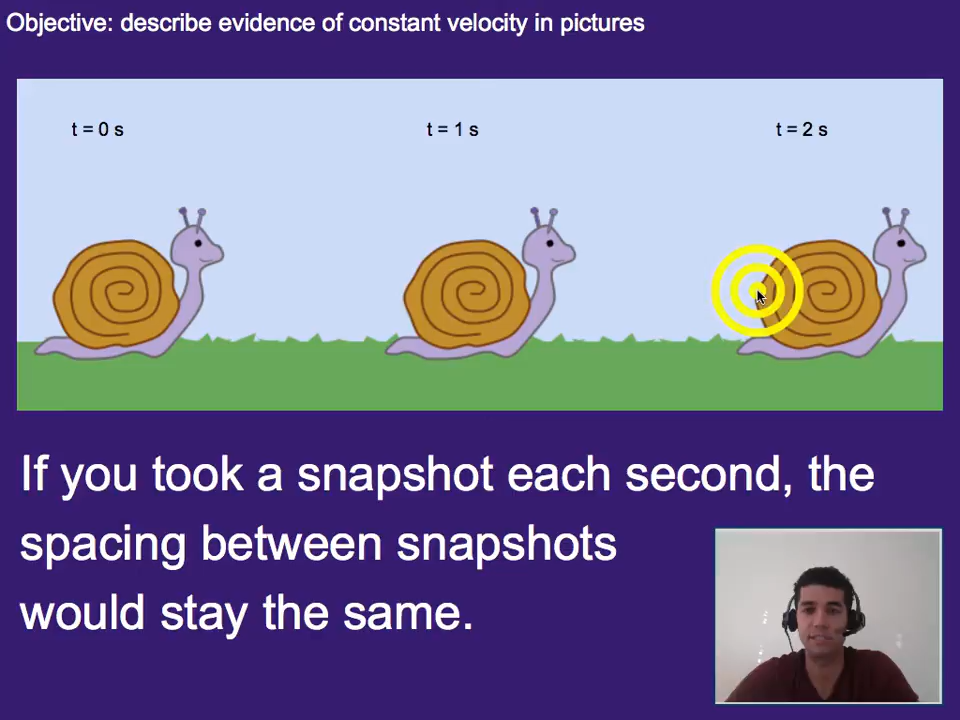 Objective: describe evidence of constant velocity in pictures
t = 0 s
t = 1 s
t = 2 s
If you took a snapshot each second, the
spacing between snapshots
would stay the same.